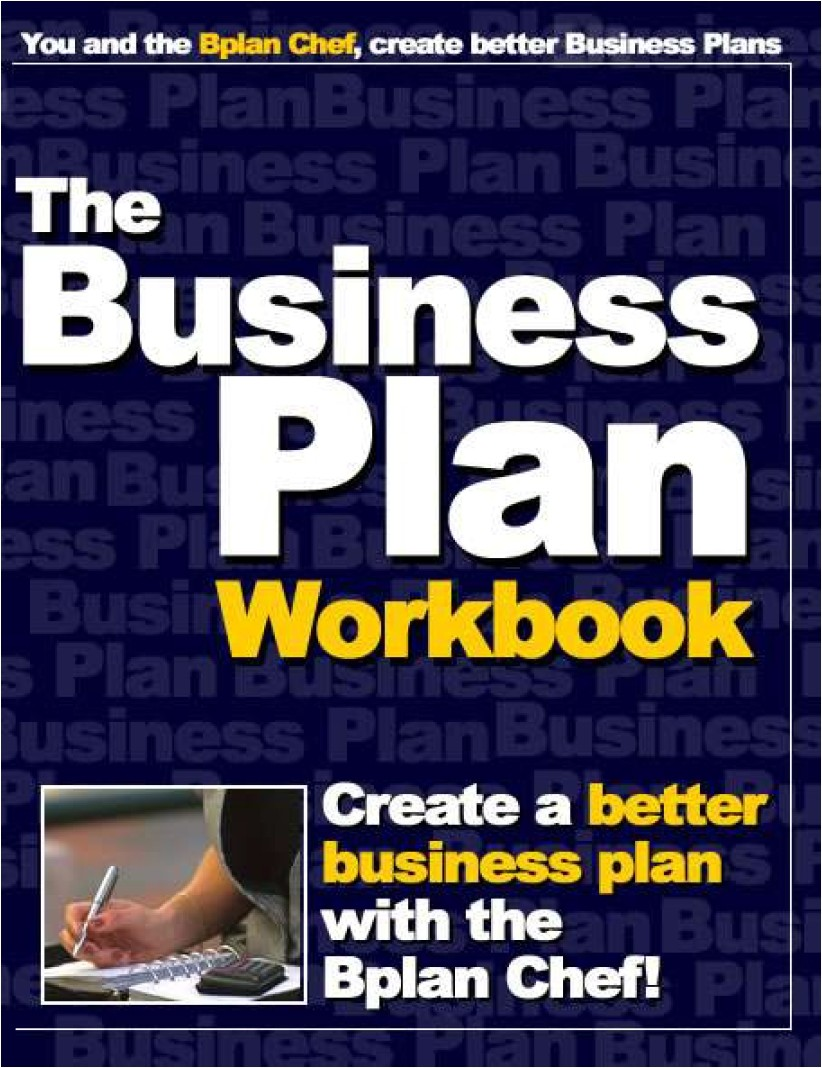 You and the Bplan Chef, create better Business Plans
The
Business
Plan
Workbook
Create a better
business plan
with the
Bplan Chef!